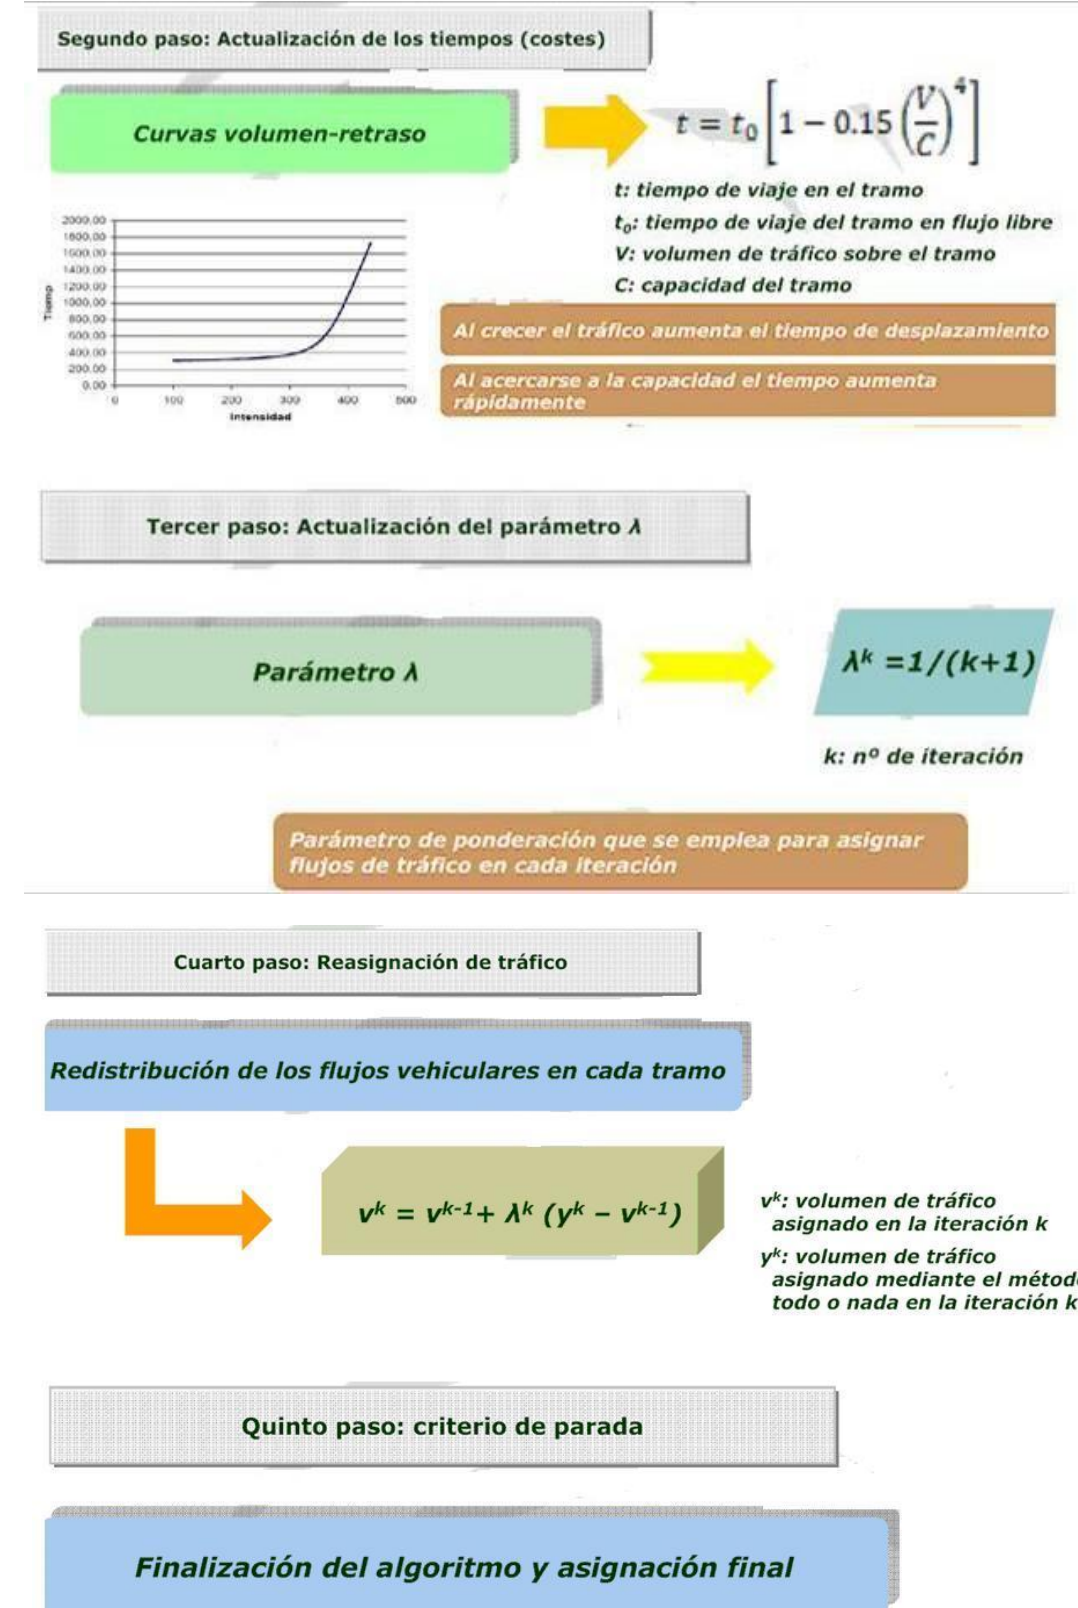 Segundo paso: Actualización de los tiempos (costes)
Curvas volumen-retraso
t = t₀ [1 − 0.15 (V/C)⁴]
t: tiempo de viaje en el tramo
t₀: tiempo de viaje del tramo en flujo libre
V: volumen de tráfico sobre el tramo
C: capacidad del tramo
2000,00
1800,00
1600,00
1400,00
1200,00
1000,00
800,00
600,00
400,00
200,00
0,00
Tiemp
0 100 200 300 400 500
Intensidad
Al crecer el tráfico aumenta el tiempo de desplazamiento
Al acercarse a la capacidad el tiempo aumenta
rápidamente
Tercer paso: Actualización del parámetro λ
Parámetro λ
λᵏ =1/(k+1)
k: nº de iteración
Parámetro de ponderación que se emplea para asignar
flujos de tráfico en cada iteración
Cuarto paso: Reasignación de tráfico
Redistribución de los flujos vehiculares en cada tramo
vᵏ = vᵏ⁻¹+ λᵏ (yᵏ – vᵏ⁻¹)
vᵏ: volumen de tráfico
asignado en la iteración k
yᵏ: volumen de tráfico
asignado mediante el método
todo o nada en la iteración k
Quinto paso: criterio de parada
Finalización del algoritmo y asignación final